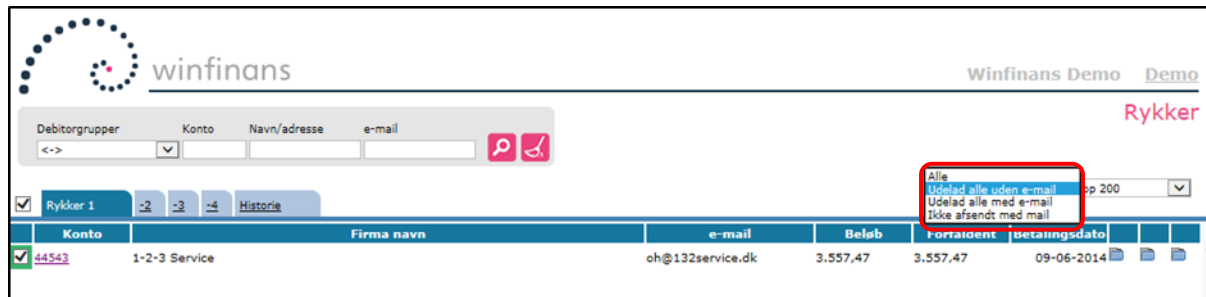 winfinans
Winfinans Demo Demo
Rykker
Debitorgrupper Konto Navn/adresse e-mail
<->
Alle
Udelad alle uden e-mail
Udelad alle med e-mail
Ikke afsendt med mail
op 200
Rykker 1 -2 -3 -4 Historie
Konto Firma navn e-mail Beløb Forfaldent Betalingsdato
44543 1-2-3 Service oh@132service.dk 3.557,47 3.557,47 09-06-2014